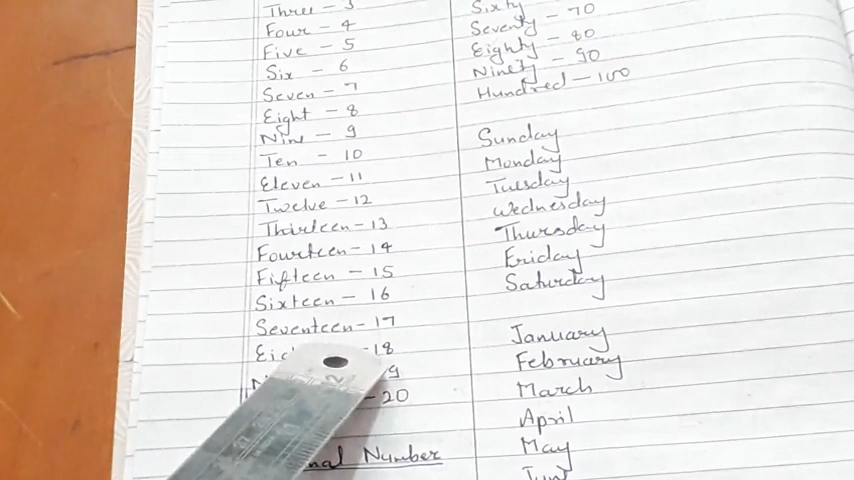 Three - 3
Four - 4
Five - 5
Six - 6
Seven - 7
Eight - 8
Nine - 9
Ten - 10
Eleven - 11
Twelve - 12
Thirteen - 13
Fourteen - 14
Fifteen - 15
Sixteen - 16
Seventeen - 17
18
- 20
Number
Sixty
Seventy - 70
Eighty - 80
Ninety - 90
Hundred - 100
Sunday
Monday
Tuesday
Wednesday
Thursday
Friday
Saturday
January
February
March
April
May